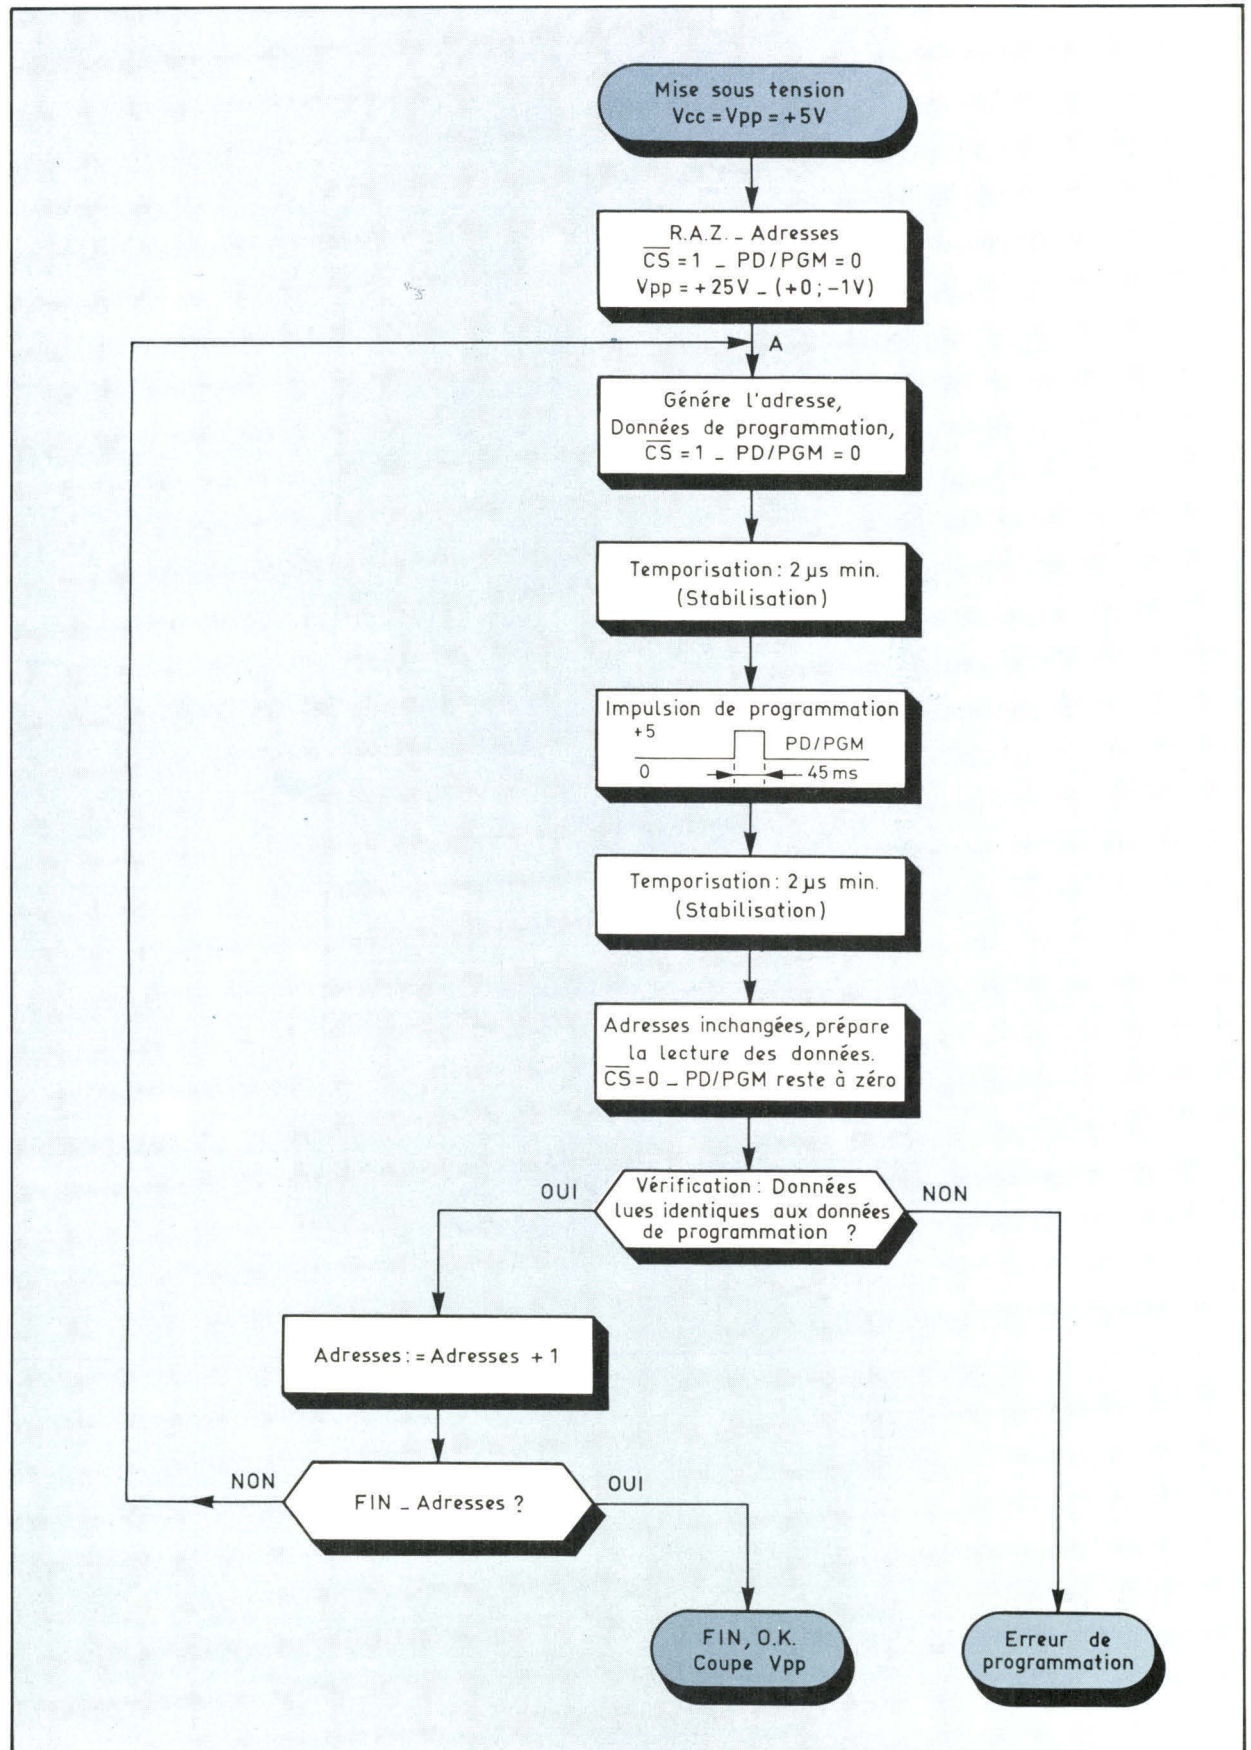 Mise sous tension
Vcc = Vpp = +5V
R.A.Z. _ Adresses
C̅S̅ = 1 _ PD/PGM = 0
Vpp = +25V _ (+0 ; -1V)
A
Génére l'adresse,
Données de programmation,
C̅S̅ = 1 _ PD/PGM = 0
Temporisation : 2 µs min.
(Stabilisation)
Impulsion de programmation
+5
PD/PGM
0
45 ms
Temporisation : 2 µs min.
(Stabilisation)
Adresses inchangées, prépare
la lecture des données.
C̅S̅ = 0 _ PD/PGM reste à zéro
OUI
Vérification : Données
lues identiques aux données
de programmation ?
NON
Adresses : = Adresses + 1
NON
FIN _ Adresses ?
OUI
FIN, O.K.
Coupe Vpp
Erreur de
programmation